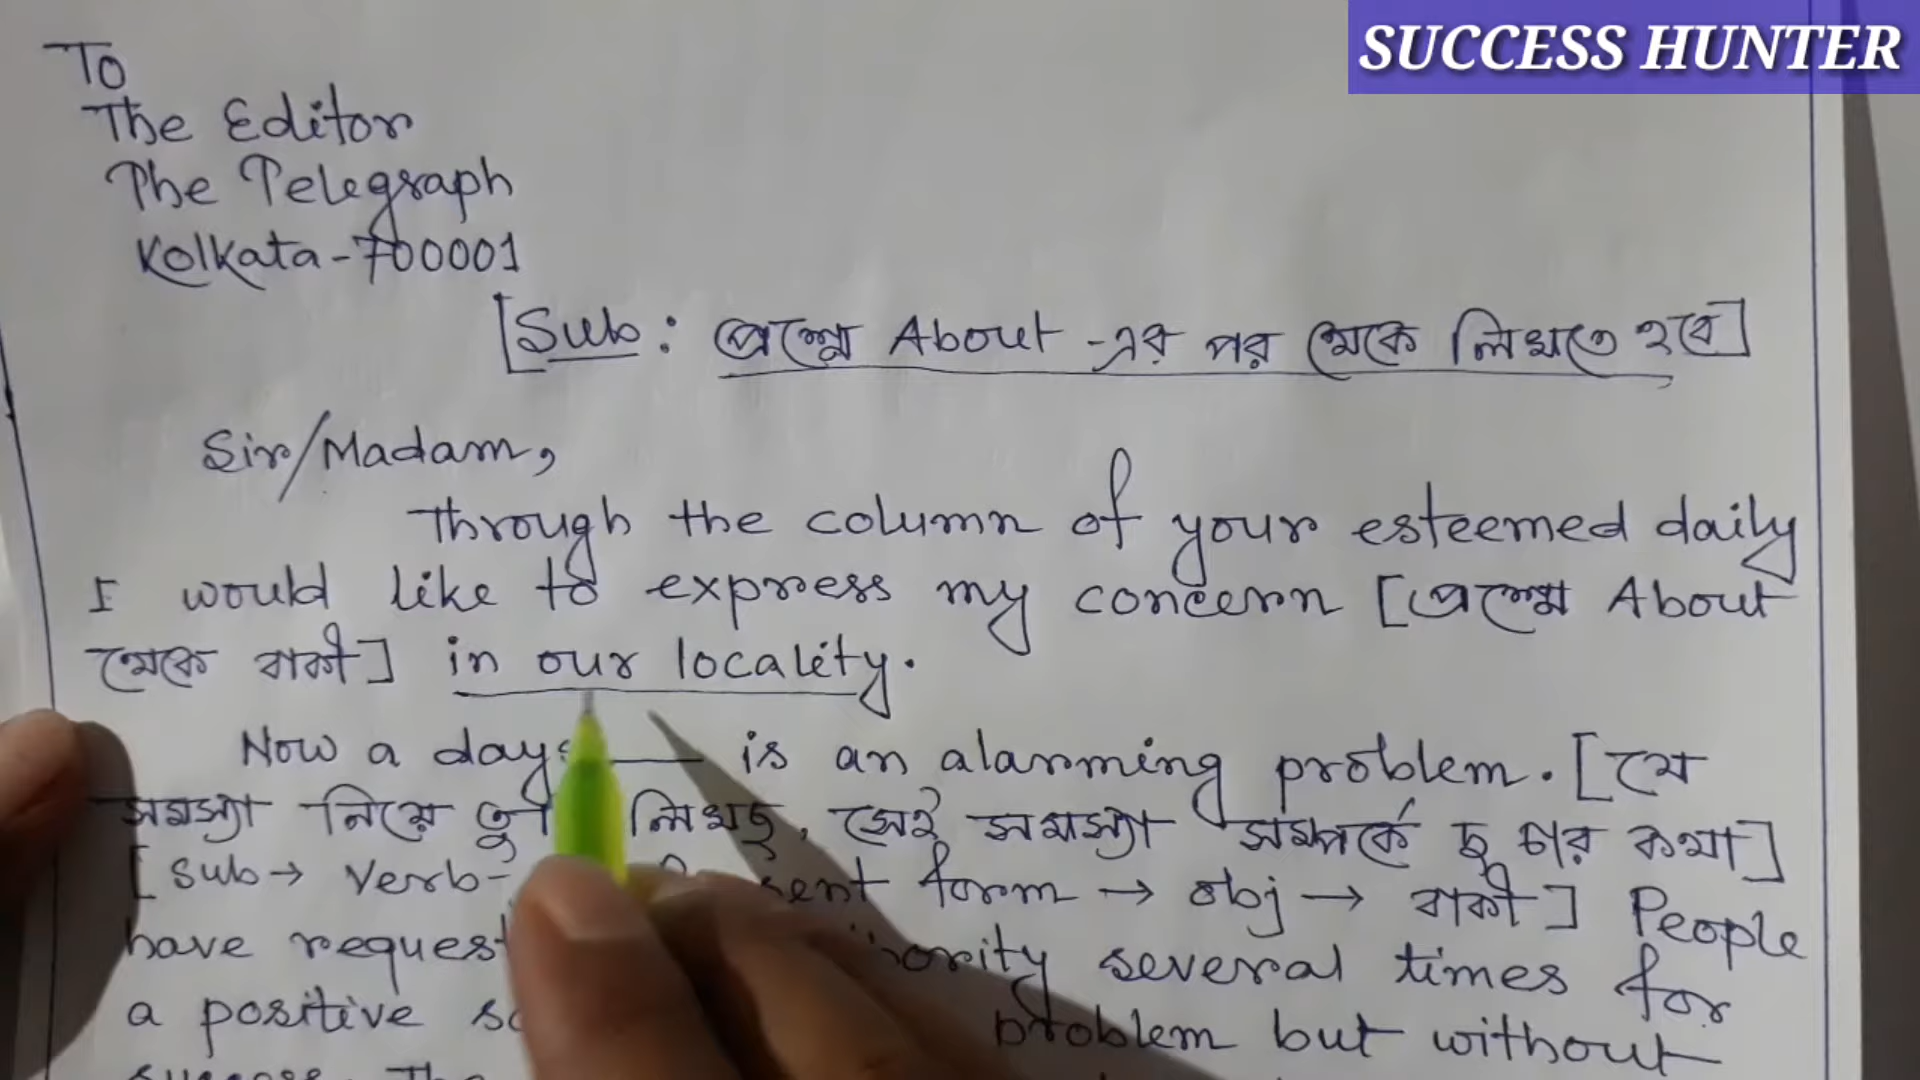 SUCCESS HUNTER
To
The Editor
The Telegraph
Kolkata-700001
[Sub: প্রশ্নে About -এর পর থেকে লিখতে হবে]
Sir/Madam,
Through the column of your esteemed daily
I would like to express my concern [প্রশ্নে About
থেকে বাকী] in our locality.
Now a days ___ is an alarming problem. [যে
সমস্যা নিয়ে লিখছ, সেই সমস্যা সম্পর্কে দু চার কথা]
[Sub→ Verb- form → obj → বাকী] People
have several times for
a positive problem but without